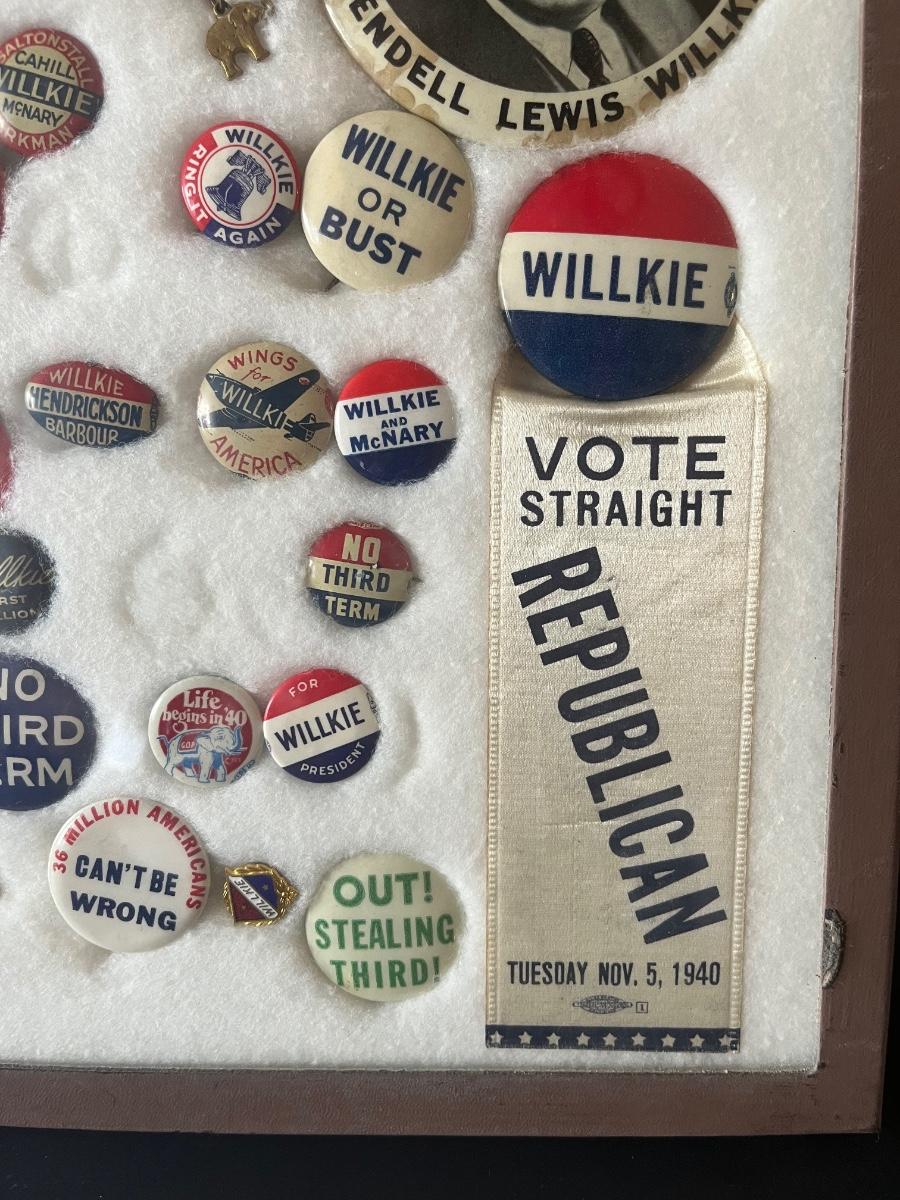 SALTONSTALL
CAHILL
WILLKIE
McNARY
WENDELL LEWIS WILLKIE
WILLKIE
RING IT
AGAIN
WILLKIE
OR
BUST
WILLKIE
WILLKIE
HENDRICKSON
BARBOUR
WINGS
for
WILLKIE
AMERICA
WILLKIE
AND
McNARY
VOTE
STRAIGHT
REPUBLICAN
TUESDAY NOV. 5, 1940
NO
THIRD
TERM
NO
THIRD
TERM
Life
begins in '40
G.O.P.
FOR
WILLKIE
PRESIDENT
36 MILLION AMERICANS
CAN'T BE
WRONG
WILLKIE
OUT!
STEALING
THIRD!